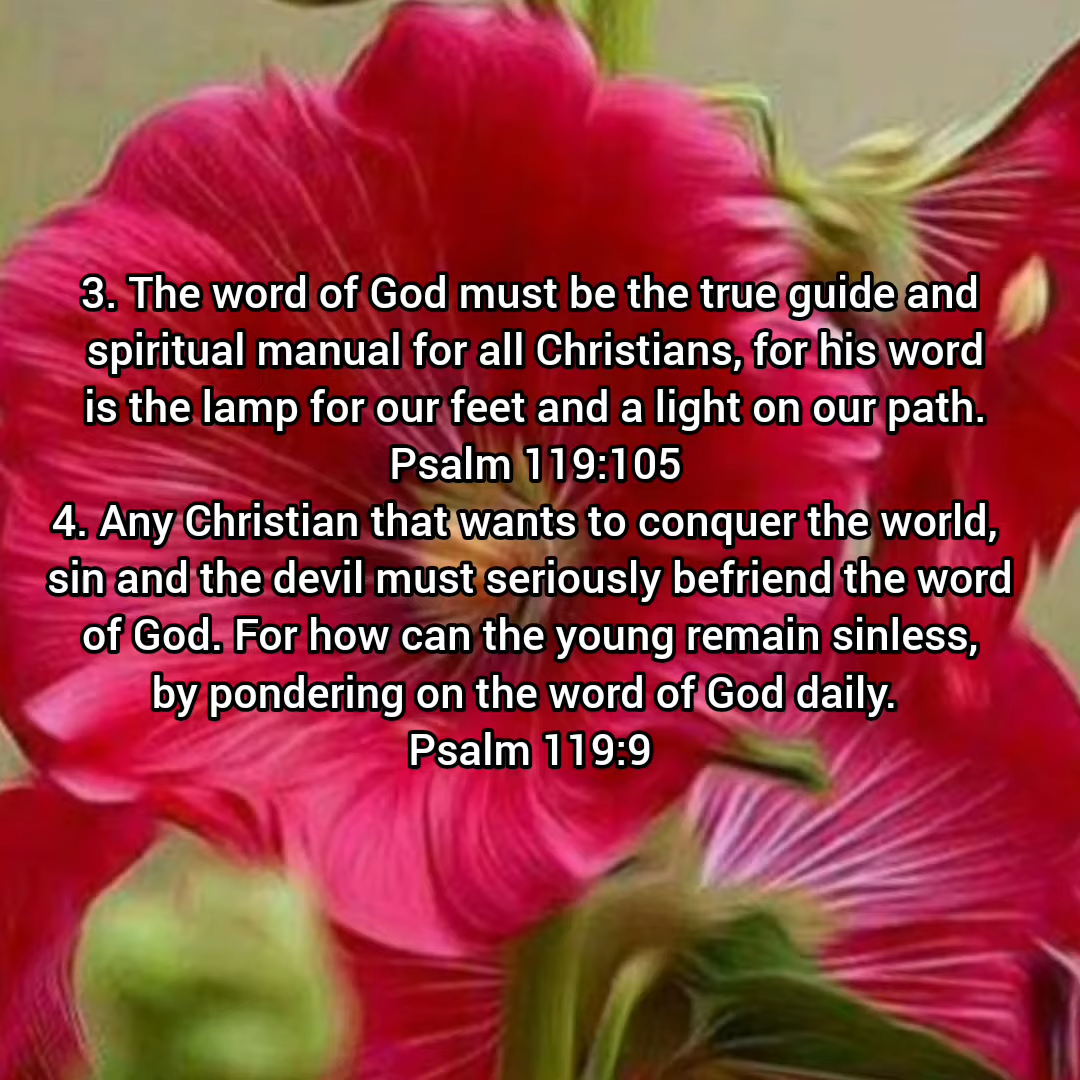 3. The word of God must be the true guide and
spiritual manual for all Christians, for his word
is the lamp for our feet and a light on our path.
Psalm 119:105
4. Any Christian that wants to conquer the world,
sin and the devil must seriously befriend the word
of God. For how can the young remain sinless,
by pondering on the word of God daily.
Psalm 119:9